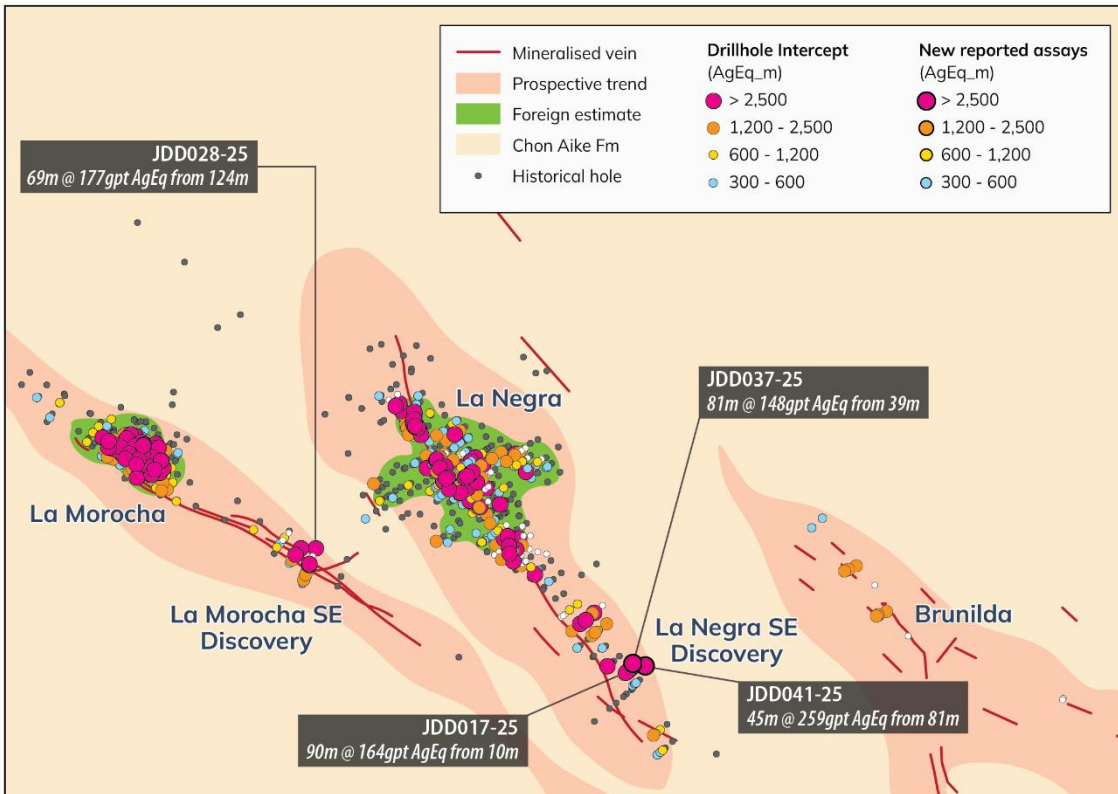 Mineralised vein
Prospective trend
Foreign estimate
Chon Aike Fm
Historical hole
Drillhole Intercept
(AgEq_m)
> 2,500
1,200 - 2,500
600 - 1,200
300 - 600
New reported assays
(AgEq_m)
> 2,500
1,200 - 2,500
600 - 1,200
300 - 600
JDD028-25
69m @ 177gpt AgEq from 124m
La Negra
JDD037-25
81m @ 148gpt AgEq from 39m
La Morocha
La Morocha SE
Discovery
La Negra SE
Discovery
Brunilda
JDD017-25
90m @ 164gpt AgEq from 10m
JDD041-25
45m @ 259gpt AgEq from 81m